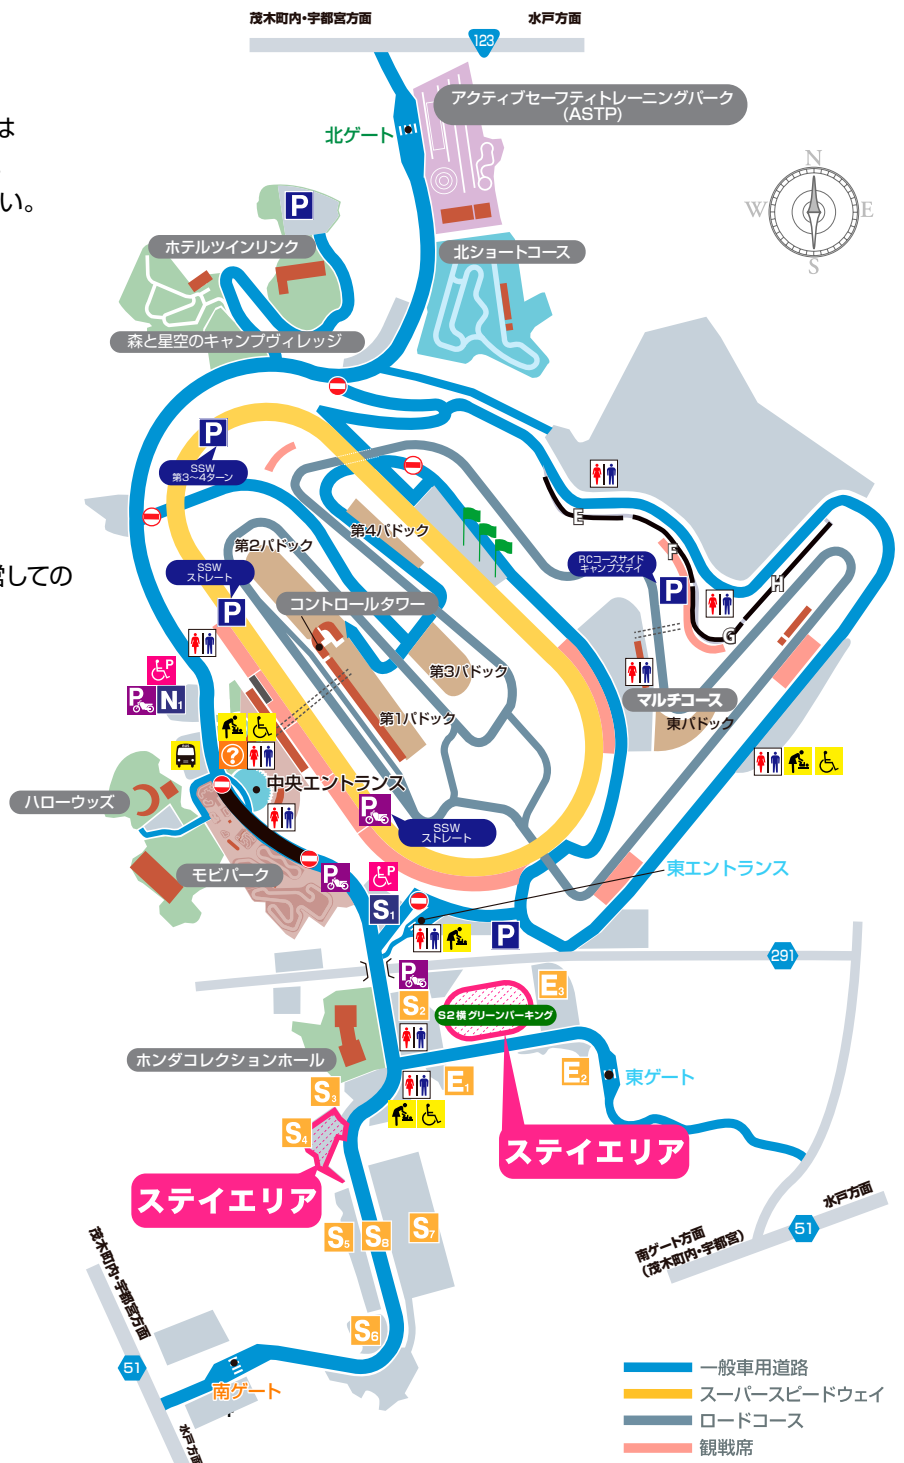 茂木町内・宇都宮方面
水戸方面
123
アクティブセーフティトレーニングパーク
(ASTP)
は
北ゲート
い。
N
W
E
S
P
ホテルツインリンク
北ショートコース
森と星空のキャンプヴィレッジ
P
SSW
第3〜4ターン
E
第4パドック
第2パドック
F
RCコースサイド
キャンプステイ
P
H
営しての
SSW
ストレート
P
コントロールタワー
G
第3パドック
P
P
N1
マルチコース
東パドック
第1パドック
?
中央エントランス
ハローウッズ
P
SSW
ストレート
モビパーク
P
P
東エントランス
S1
P
291
P
S2
E3
S2横グリーンパーキング
ホンダコレクションホール
E1
E2
東ゲート
S3
S4
ステイエリア
ステイエリア
S5
S8
S7
水戸方面
51
南ゲート方面
(茂木町内・宇都宮)
茂木町内・宇都宮方面
S6
51
南ゲート
水戸方面
一般車用道路
スーパースピードウェイ
ロードコース
観戦席